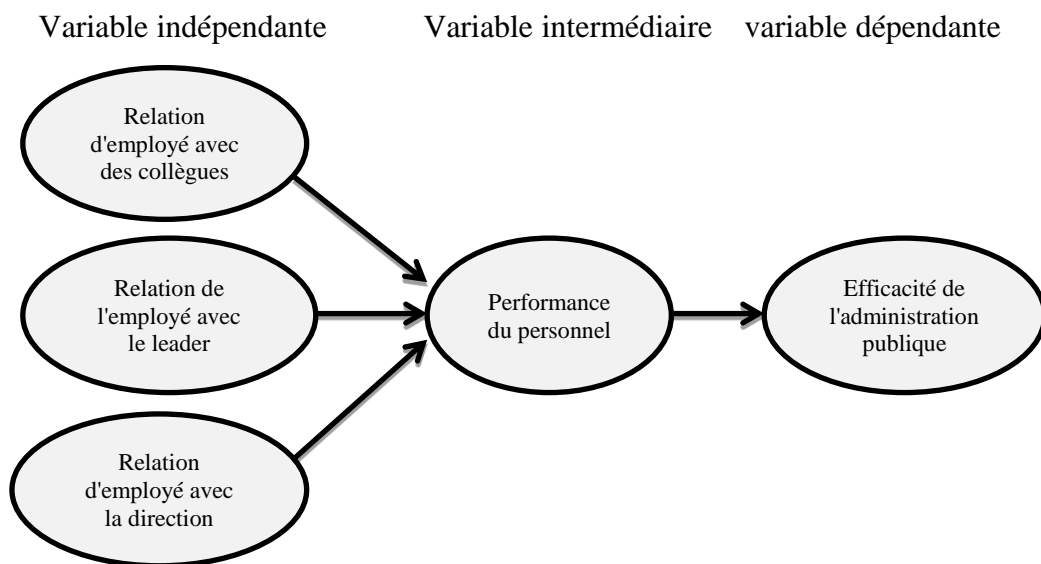 Variable indépendante Variable intermédiaire variable dépendante
Relation
d'employé avec
des collègues
Relation de
l'employé avec
le leader
Relation
d'employé avec
la direction
Performance
du personnel
Efficacité de
l'administration
publique